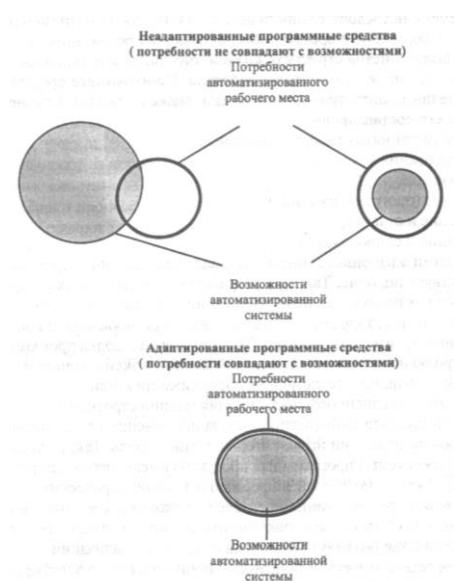 Неадаптированные программные средства
( потребности не совпадают с возможностями)
Потребности
автоматизированного
рабочего места
Возможности
автоматизированной
системы
Адаптированные программные средства
( потребности совпадают с возможностями)
Потребности
автоматизированного
рабочего места
Возможности
автоматизированной
системы